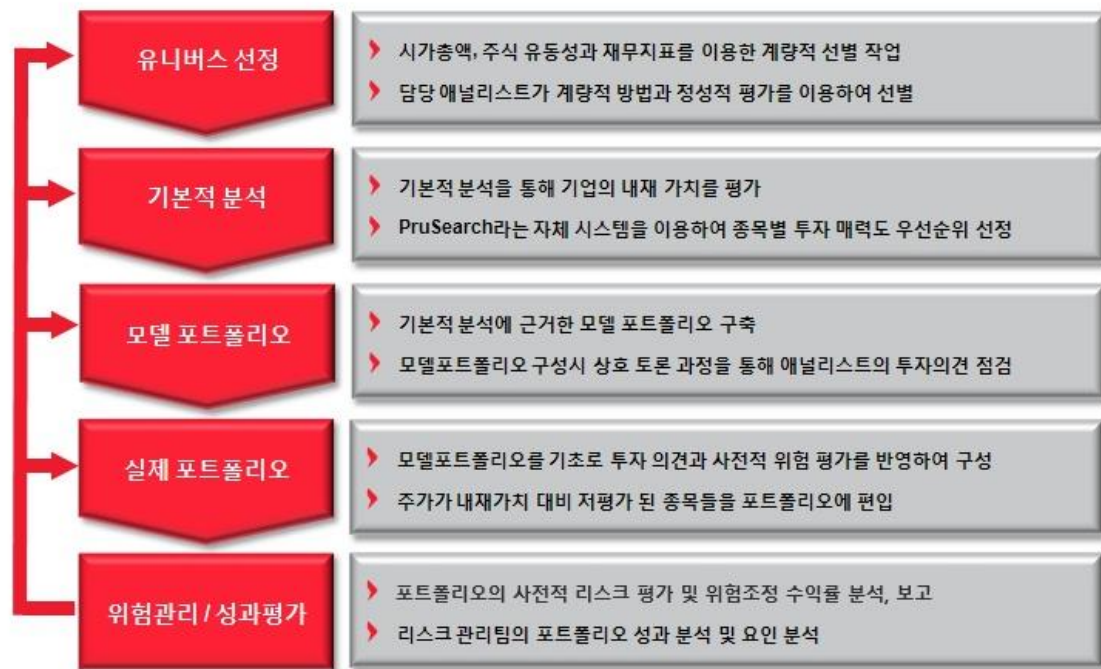 유니버스 선정
시가총액, 주식 유동성과 재무지표를 이용한 계량적 선별 작업
담당 애널리스트가 계량적 방법과 정성적 평가를 이용하여 선별
기본적 분석
기본적 분석을 통해 기업의 내재 가치를 평가
PruSearch라는 자체 시스템을 이용하여 종목별 투자 매력도 우선순위 선정
모델 포트폴리오
기본적 분석에 근거한 모델 포트폴리오 구축
모델포트폴리오 구성시 상호 토론 과정을 통해 애널리스트의 투자의견 점검
실제 포트폴리오
모델포트폴리오를 기초로 투자 의견과 사전적 위험 평가를 반영하여 구성
주가가 내재가치 대비 저평가 된 종목들을 포트폴리오에 편입
위험관리 / 성과평가
포트폴리오의 사전적 리스크 평가 및 위험조정 수익률 분석, 보고
리스크 관리팀의 포트폴리오 성과 분석 및 요인 분석